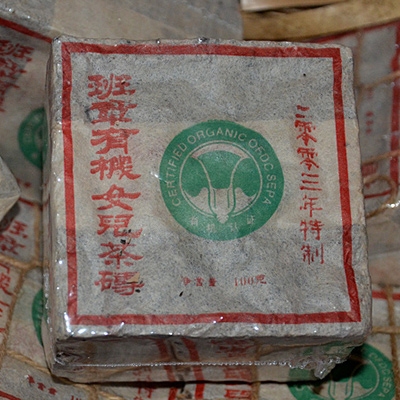 班章有機女兒茶磚
二零零三年特制
CERTIFIED ORGANIC OFDC SEPA
净含量 100克